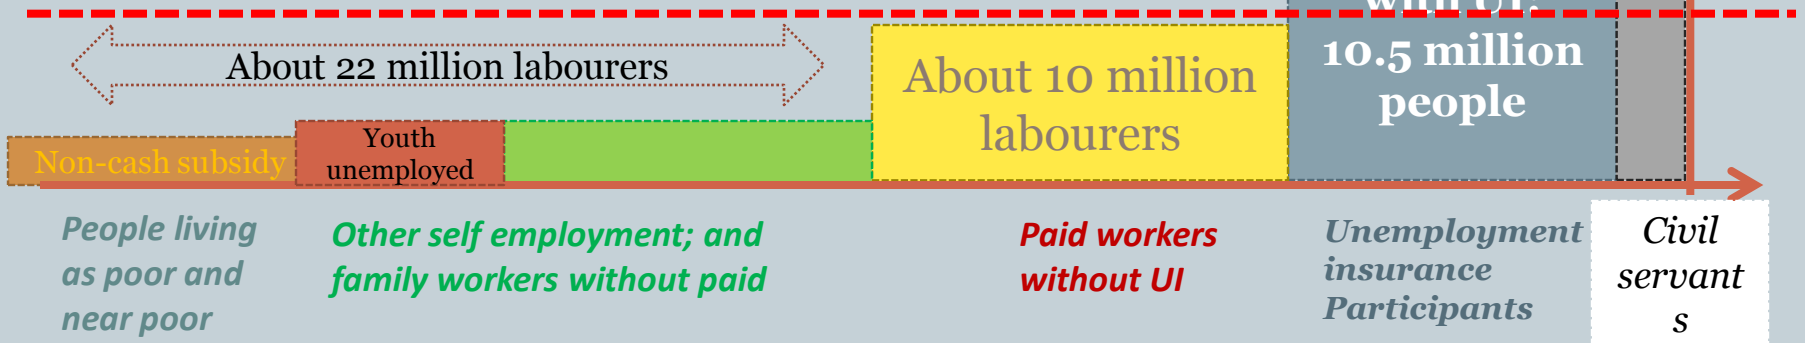 with UI:
10.5 million
people
About 22 million labourers
About 10 million
labourers
Non-cash subsidy
Youth
unemployed
People living
as poor and
near poor
Other self employment; and
family workers without paid
Paid workers
without UI
Unemployment
insurance
Participants
Civil
servant
s